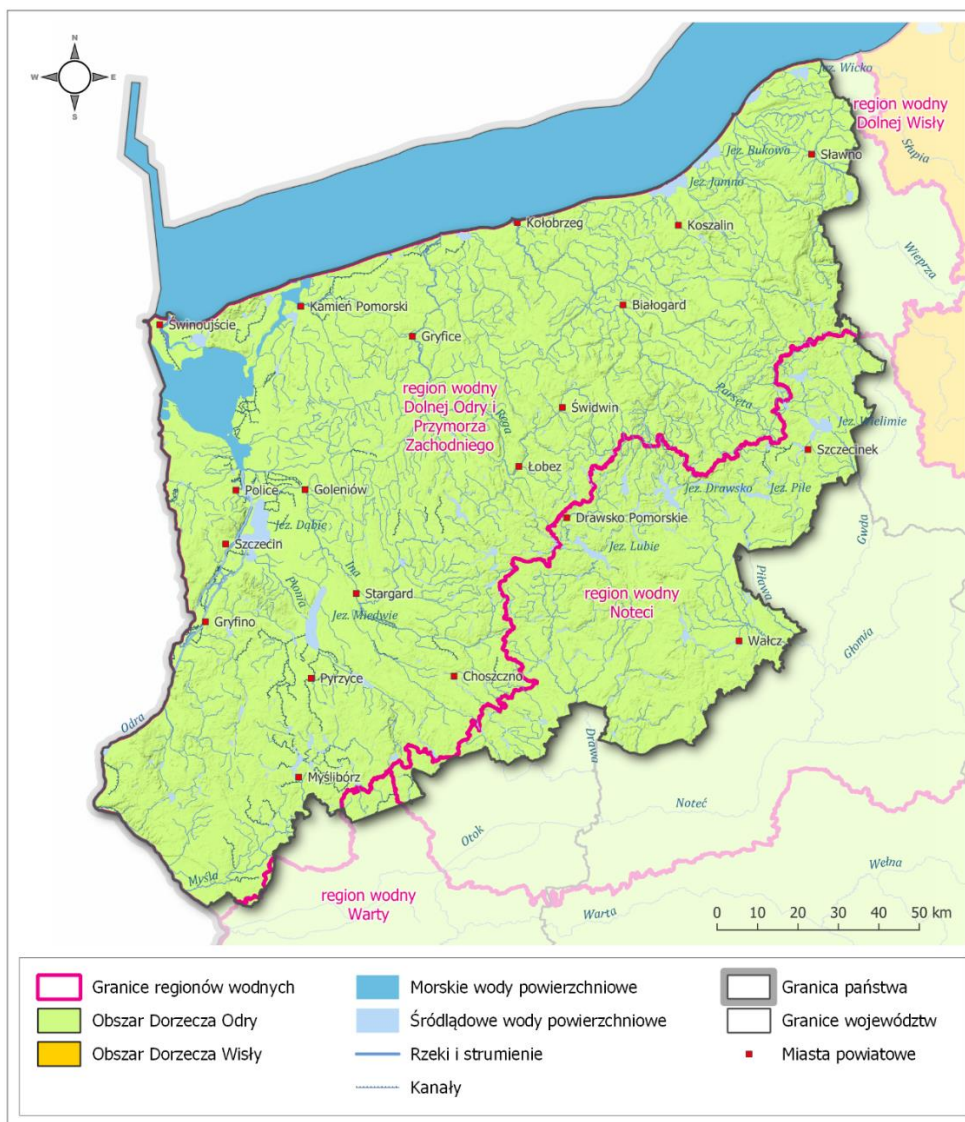 N
W
E
S
Jez. Wicko
region wodny
Dolnej Wisły
Słupia
Jez. Bukowo
Sławno
Jez. Jamno
Kołobrzeg
Koszalin
Wieprza
Kamień Pomorski
Białogard
Świnoujście
Gryfice
region wodny
Dolnej Odry i
Przymorza
Zachodniego
Parsęta
Rega
Świdwin
Jez. Wielimie
Szczecinek
Łobez
Police
Goleniów
Jez. Drawsko
Jez. Pile
Drawsko Pomorskie
Jez. Dąbie
Gwda
Szczecin
Jez. Lubie
Ina
Płonia
Stargard
region wodny
Noteci
Piława
Jez. Miedwie
Gryfino
Wałcz
Głomia
Pyrzyce
Choszczno
Odra
Drawa
Myślibórz
Noteć
Otok
Wełna
Myśla
region wodny
Warty
Warta
0 10 20 30 40 50 km
Granice regionów wodnych
Morskie wody powierzchniowe
Granica państwa
Obszar Dorzecza Odry
Śródlądowe wody powierzchniowe
Granice województw
Obszar Dorzecza Wisły
Rzeki i strumienie
Miasta powiatowe
Kanały